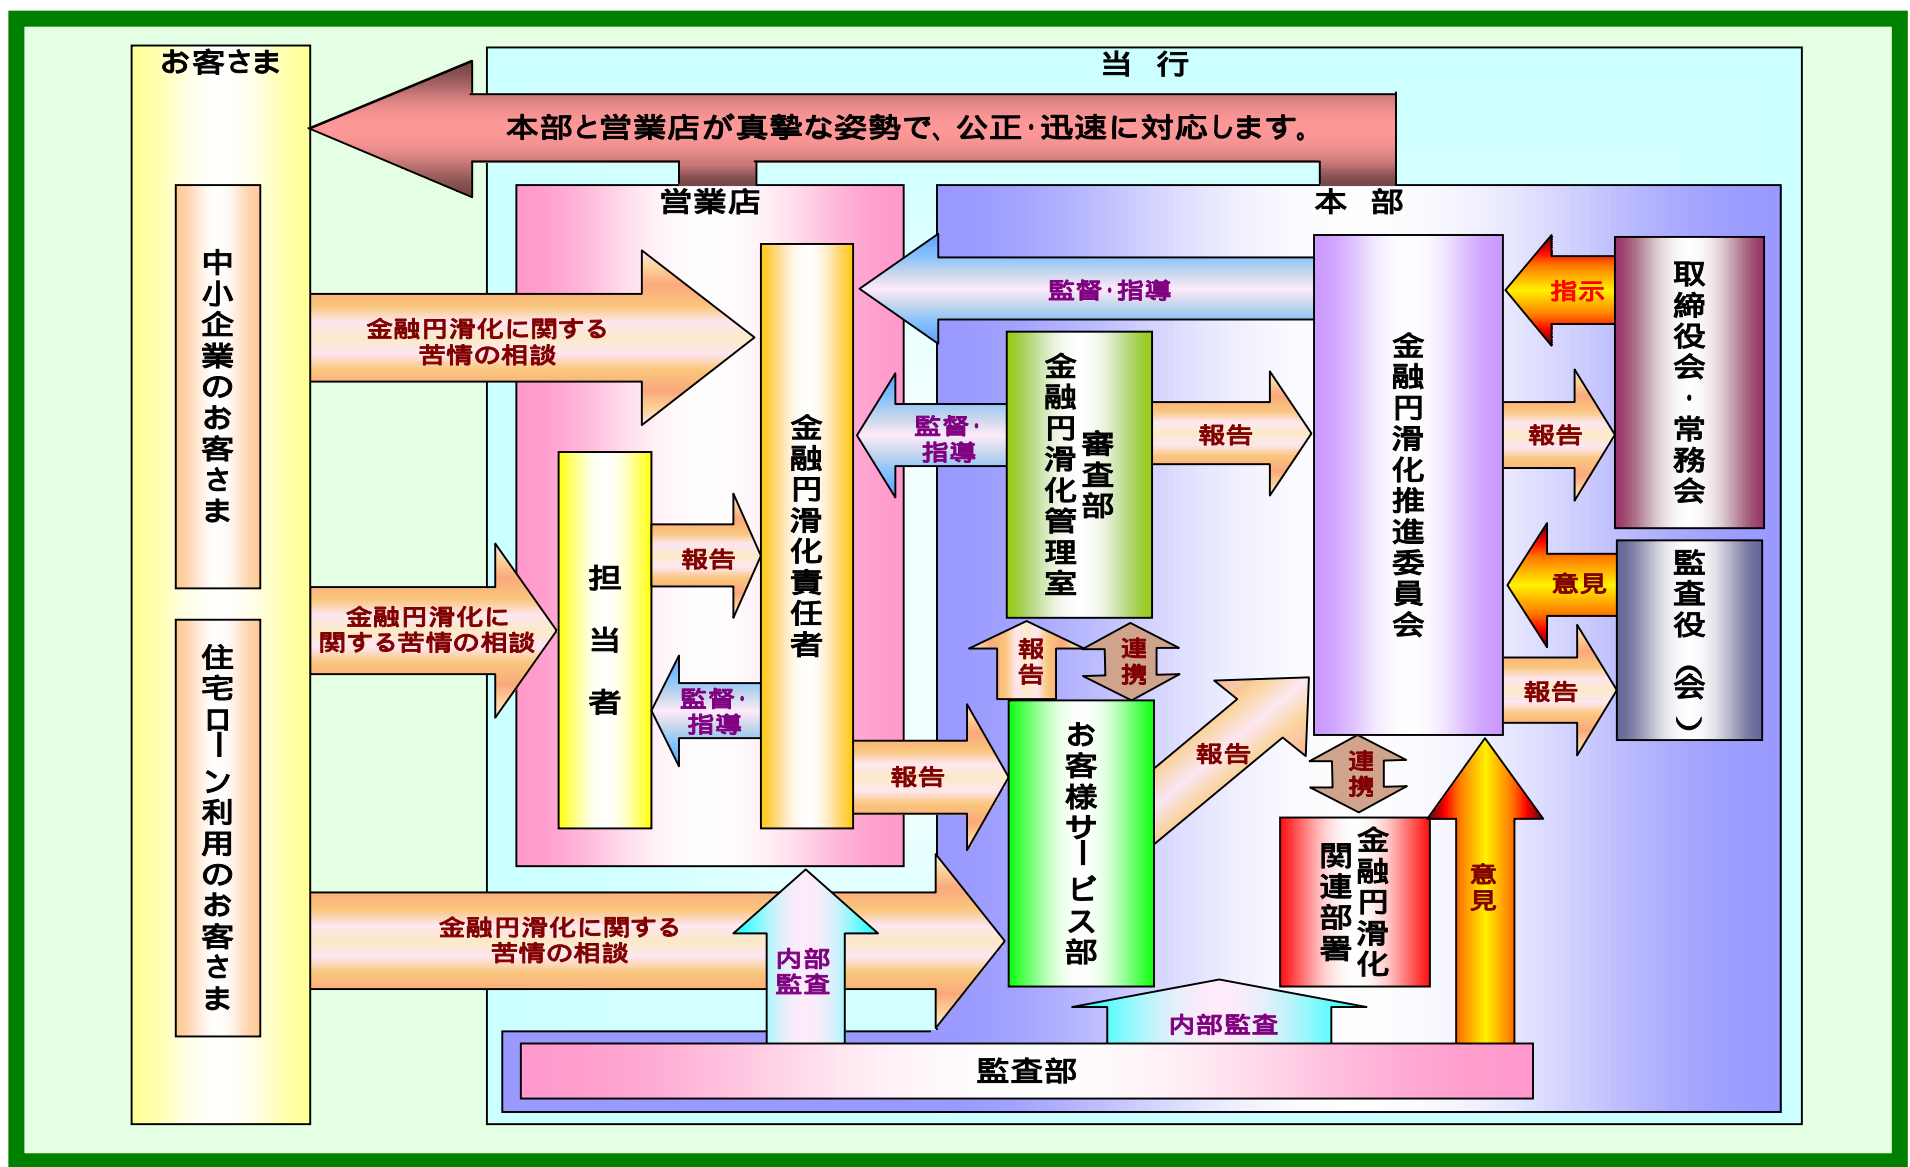 お客さま
当　行
本部と営業店が真摯な姿勢で、公正・迅速に対応します。
営業店
本　部
中小企業のお客さま
住宅ローン利用のお客さま
金融円滑化に関する
苦情の相談
金融円滑化に
関する苦情の相談
金融円滑化に関する
苦情の相談
担当者
報告
監督・
指導
金融円滑化責任者
監督・指導
監督・
指導
報告
審査部
金融円滑化管理室
報告
報告
連携
お客様サービス部
報告
金融円滑化推進委員会
連携
金融円滑化
関連部署
指示
報告
取締役会・常務会
意見
報告
監査役（会）
意見
内部
監査
内部監査
監査部